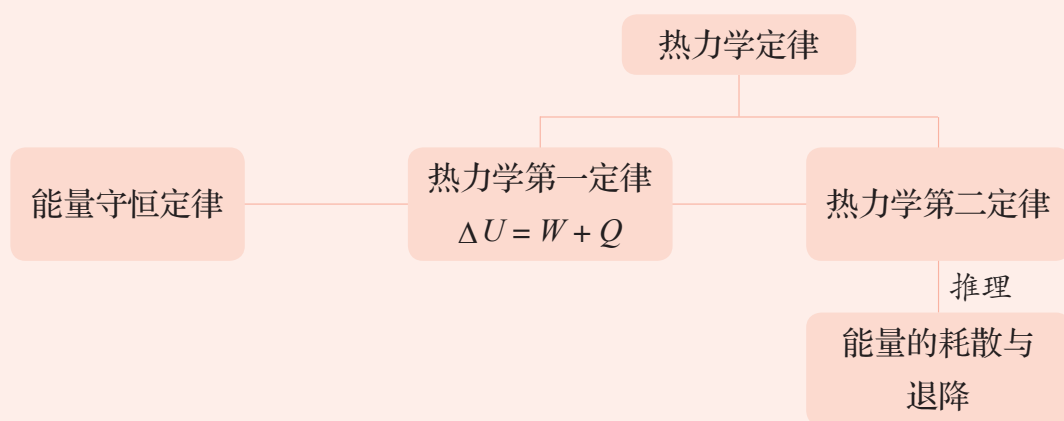 热力学定律
能量守恒定律
热力学第一定律
ΔU = W + Q
热力学第二定律
推理
能量的耗散与
退降